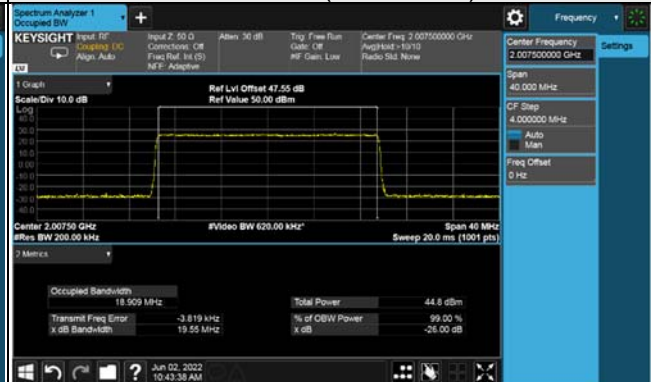 Spectrum Analyzer 1
Occupied BW
+
Frequency
KEYSIGHT
Input: RF
Coupling: DC
Align: Auto
Input Z: 50 Ω
Corrections: Off
Freq Ref: Int (S)
NFE: Adaptive
Atten: 30 dB
Trig: Free Run
Gate: Off
#IF Gain: Low
Center Freq: 2.007500000 GHz
Avg|Hold:>10/10
Radio Std: None
LXI
Center Frequency
2.007500000 GHz
Settings
Span
40.000 MHz
CF Step
4.000000 MHz
Auto
Man
Freq Offset
0 Hz
1 Graph
Scale/Div 10.0 dB
Ref Lvl Offset 47.55 dB
Ref Value 50.00 dBm
Log
40.0
30.0
20.0
10.0
0.00
-10.0
-20.0
-30.0
-40.0
Center 2.00750 GHz
#Video BW 620.00 kHz*
Span 40 MHz
#Res BW 200.00 kHz
Sweep 20.0 ms (1001 pts)
2 Metrics
Occupied Bandwidth
18.909 MHz
Total Power
44.8 dBm
Transmit Freq Error
-3.819 kHz
% of OBW Power
99.00 %
x dB Bandwidth
19.55 MHz
x dB
-26.00 dB
?
Jun 02, 2022
10:43:38 AM